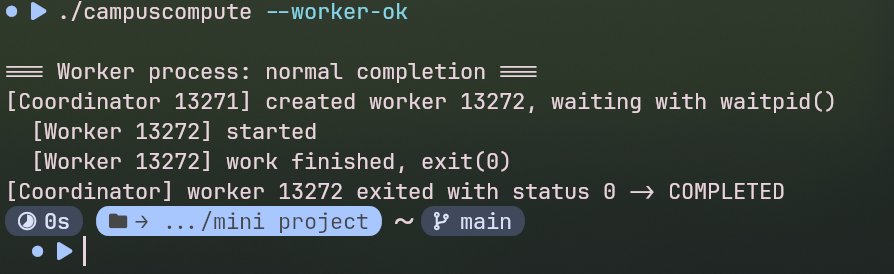 ./campuscompute --worker-ok
=== Worker process: normal completion ===
[Coordinator 13271] created worker 13272, waiting with waitpid()
[Worker 13272] started
[Worker 13272] work finished, exit(0)
[Coordinator] worker 13272 exited with status 0 -> COMPLETED
0s → .../mini project ~ main